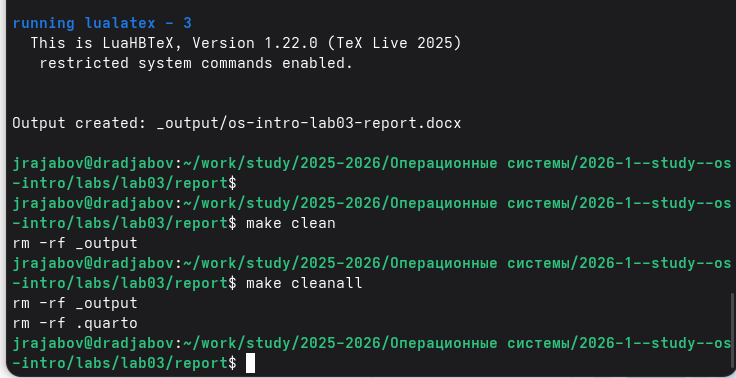 running lualatex - 3
  This is LuaHBTeX, Version 1.22.0 (TeX Live 2025)
   restricted system commands enabled.
Output created: _output/os-intro-lab03-report.docx
jrajabov@dradjabov:~/work/study/2025-2026/Операционные системы/2026-1--study--os
-intro/labs/lab03/report$
jrajabov@dradjabov:~/work/study/2025-2026/Операционные системы/2026-1--study--os
-intro/labs/lab03/report$ make clean
rm -rf _output
jrajabov@dradjabov:~/work/study/2025-2026/Операционные системы/2026-1--study--os
-intro/labs/lab03/report$ make cleanall
rm -rf _output
rm -rf .quarto
jrajabov@dradjabov:~/work/study/2025-2026/Операционные системы/2026-1--study--os
-intro/labs/lab03/report$